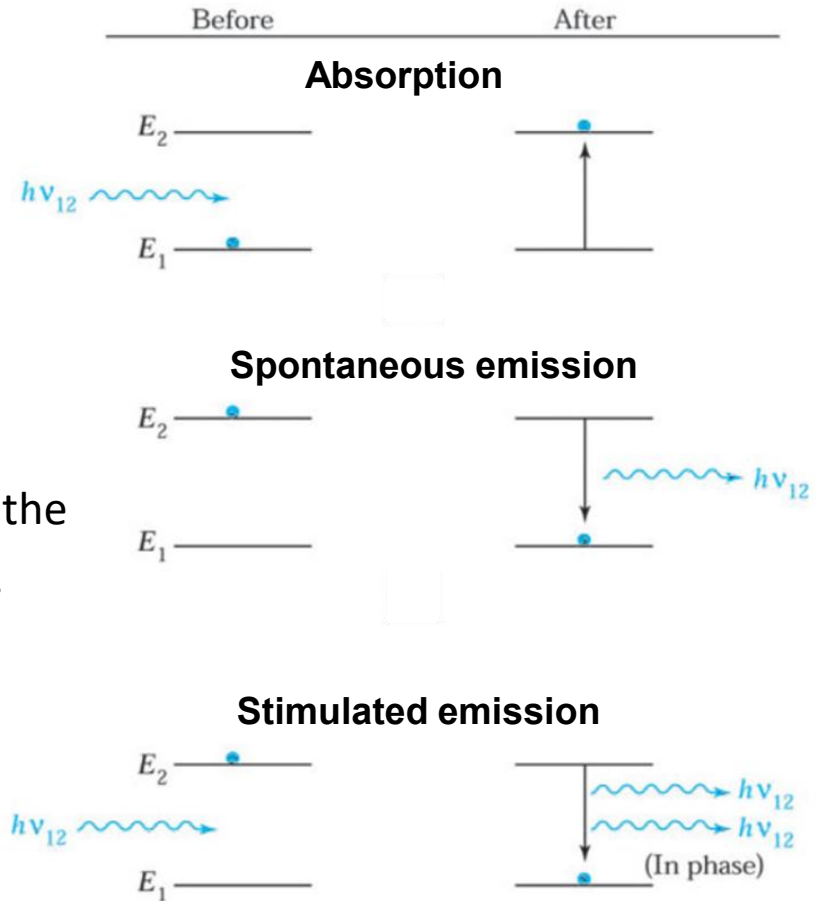 Before After
Absorption
E₂
hν₁₂
E₁
Spontaneous emission
E₂
hν₁₂
the
E₁
Stimulated emission
E₂
hν₁₂
hν₁₂ hν₁₂
(In phase)
E₁